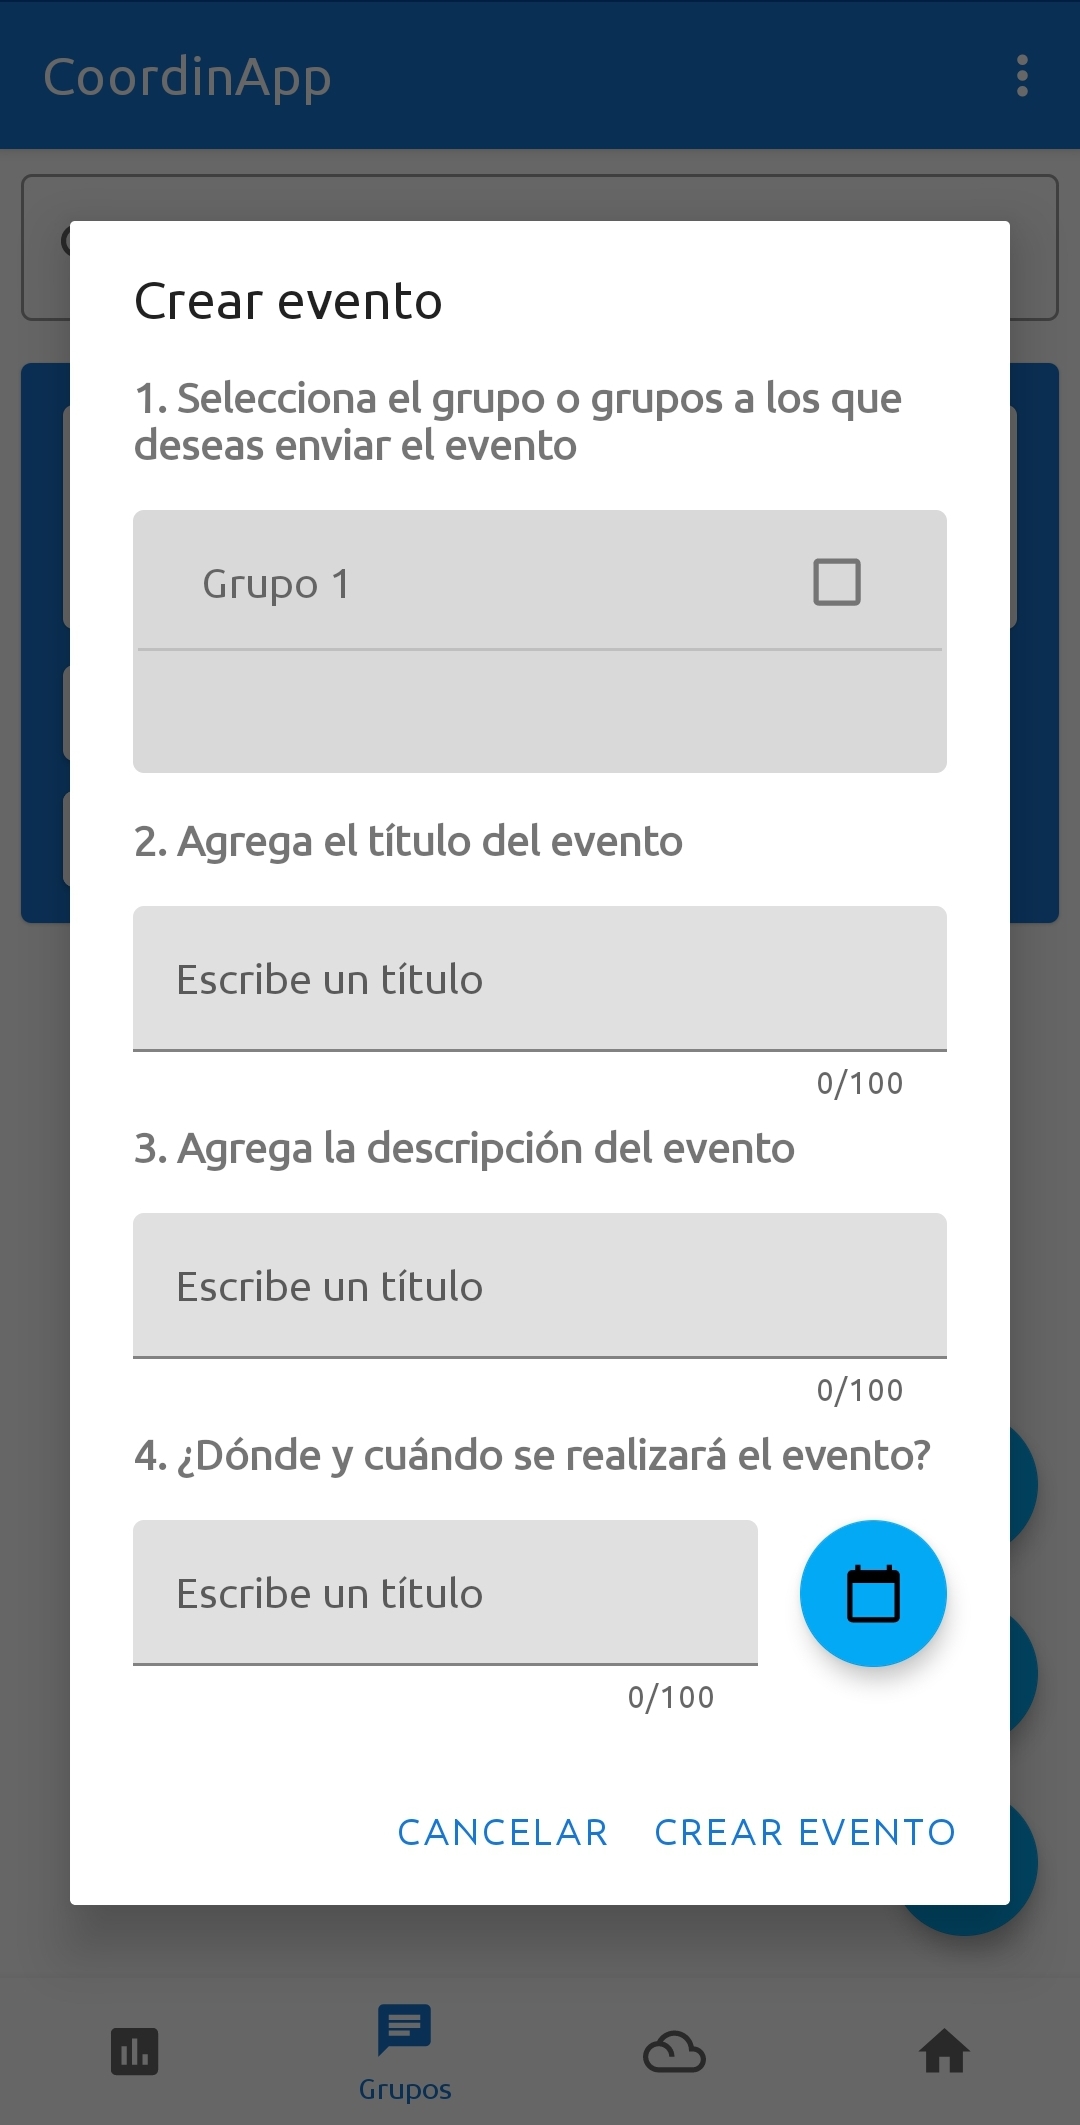 CoordinApp
Crear evento
1. Selecciona el grupo o grupos a los que
deseas enviar el evento
Grupo 1
2. Agrega el título del evento
Escribe un título
0/100
3. Agrega la descripción del evento
Escribe un título
0/100
4. ¿Dónde y cuándo se realizará el evento?
Escribe un título
0/100
CANCELAR CREAR EVENTO
Grupos